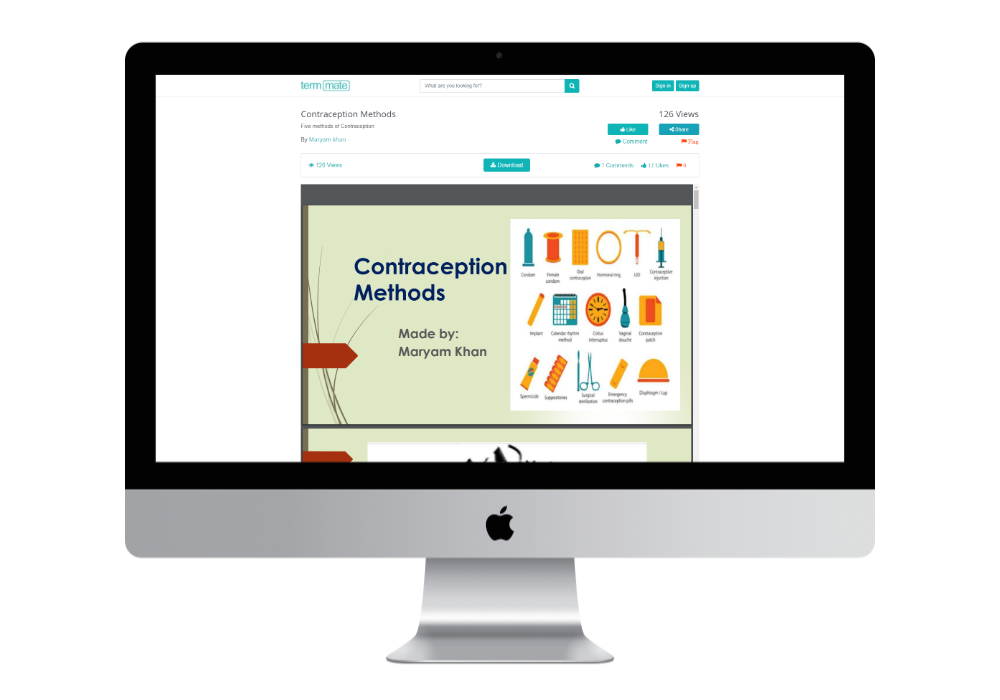 term mate
What are you looking for?
Sign in
Sign up
Contraception Methods
126 Views
Five methods of Contraception
Like
Share
By Maryam khan
Comment
Flag
126 Views
Download
1 Comments
12 Likes
0
Contraception
Methods
Made by:
Maryam Khan
Condom
Female
condom
Oral
contraceptive
Hormonal ring
IUD
Contraceptive
injection
Implant
Calendar rhythm
method
Coitus
interruptus
Vaginal
douche
Contraceptive
patch
Spermicide
Suppositories
Surgical
sterilization
Emergency
contraception pills
Diaphragm / cap